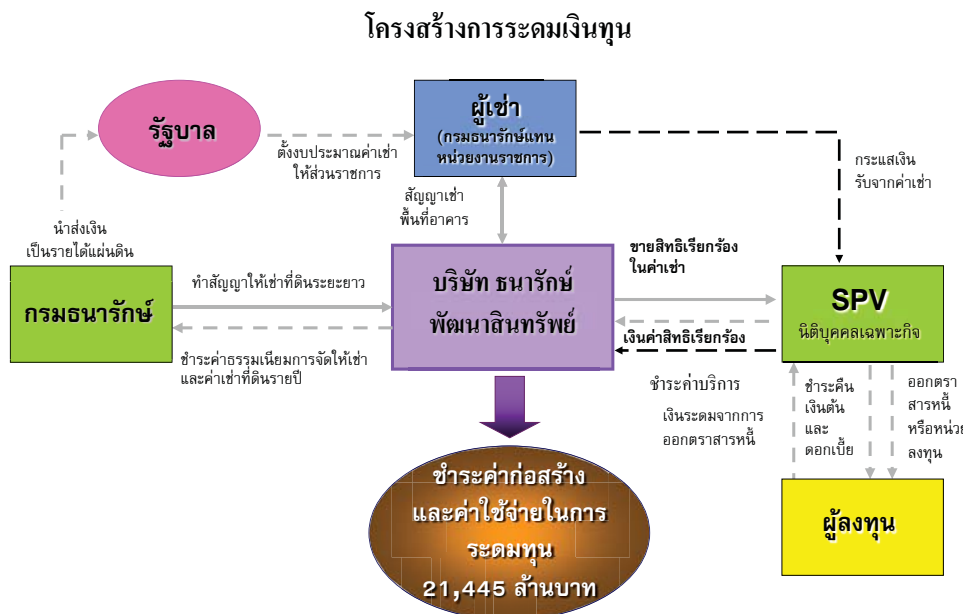 โครงสร้างการระดมเงินทุน
รัฐบาล
ตั้งงบประมาณค่าเช่า
ให้ส่วนราชการ
ผู้เช่า
(กรมธนารักษ์แทน
หน่วยงานราชการ)
กระแสเงิน
รับจากค่าเช่า
นำส่งเงิน
เป็นรายได้แผ่นดิน
สัญญาเช่า
พื้นที่อาคาร
กรมธนารักษ์
ทำสัญญาให้เช่าที่ดินระยะยาว
ชำระค่าธรรมเนียมการจัดให้เช่า
และค่าเช่าที่ดินรายปี
บริษัท ธนารักษ์
พัฒนาสินทรัพย์
ขายสิทธิเรียกร้อง
ในค่าเช่า
เงินค่าสิทธิเรียกร้อง
SPV
นิติบุคคลเฉพาะกิจ
ชำระค่าบริการ
เงินระดมจากการ
ออกตราสารหนี้
ชำระคืน
เงินต้น
และ
ดอกเบี้ย
ออกตรา
สารหนี้
หรือหน่วย
ลงทุน
ผู้ลงทุน
ชำระค่าก่อสร้าง
และค่าใช้จ่ายในการ
ระดมทุน
21,445 ล้านบาท